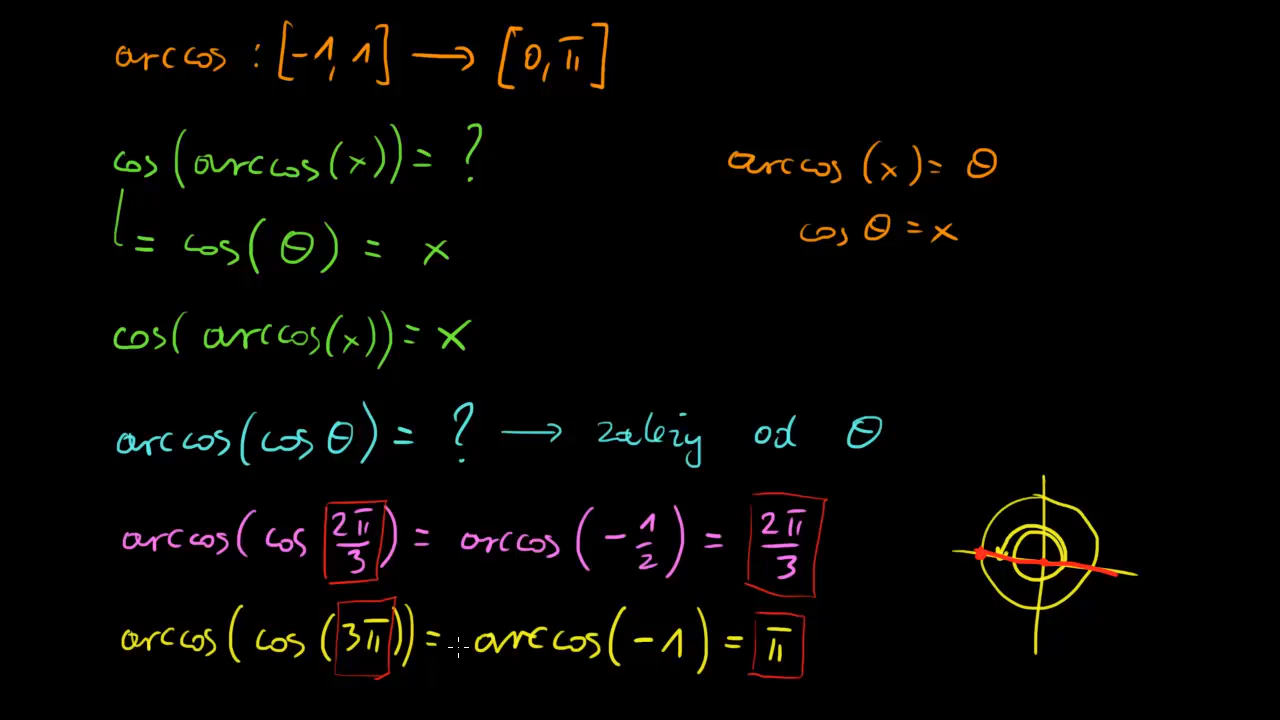 arccos : [-1, 1] → [0, π]
cos(arccos(x)) = ?
arccos(x) = θ
= cos(θ) = x
cos θ = x
cos(arccos(x)) = x
arccos(cos θ) = ? → zależy od θ
arccos(cos 2π/3) = arccos(-1/2) = 2π/3
arccos(cos(3π)) = arccos(-1) = π